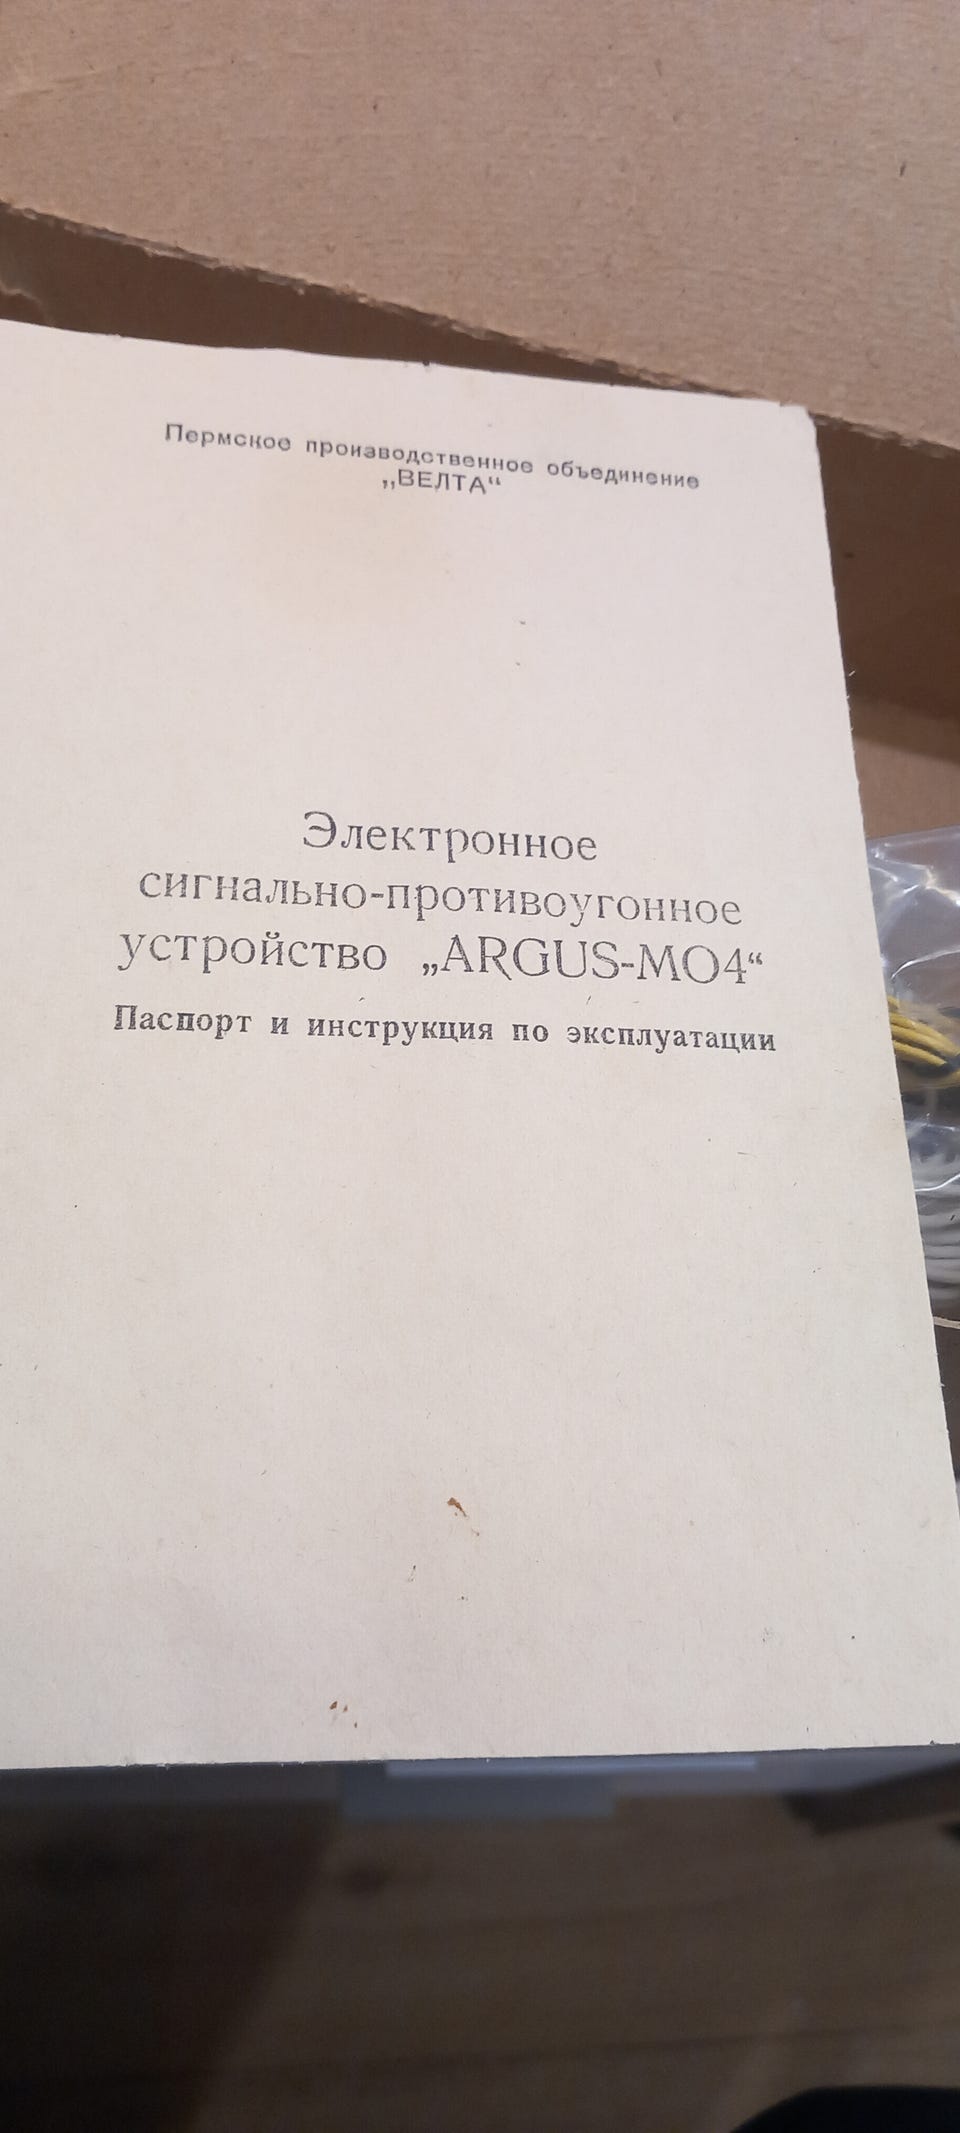 Пермское производственное объединение
„ВЕЛТА“
Электронное
сигнально-противоугонное
устройство „ARGUS-MO4“
Паспорт и инструкция по эксплуатации